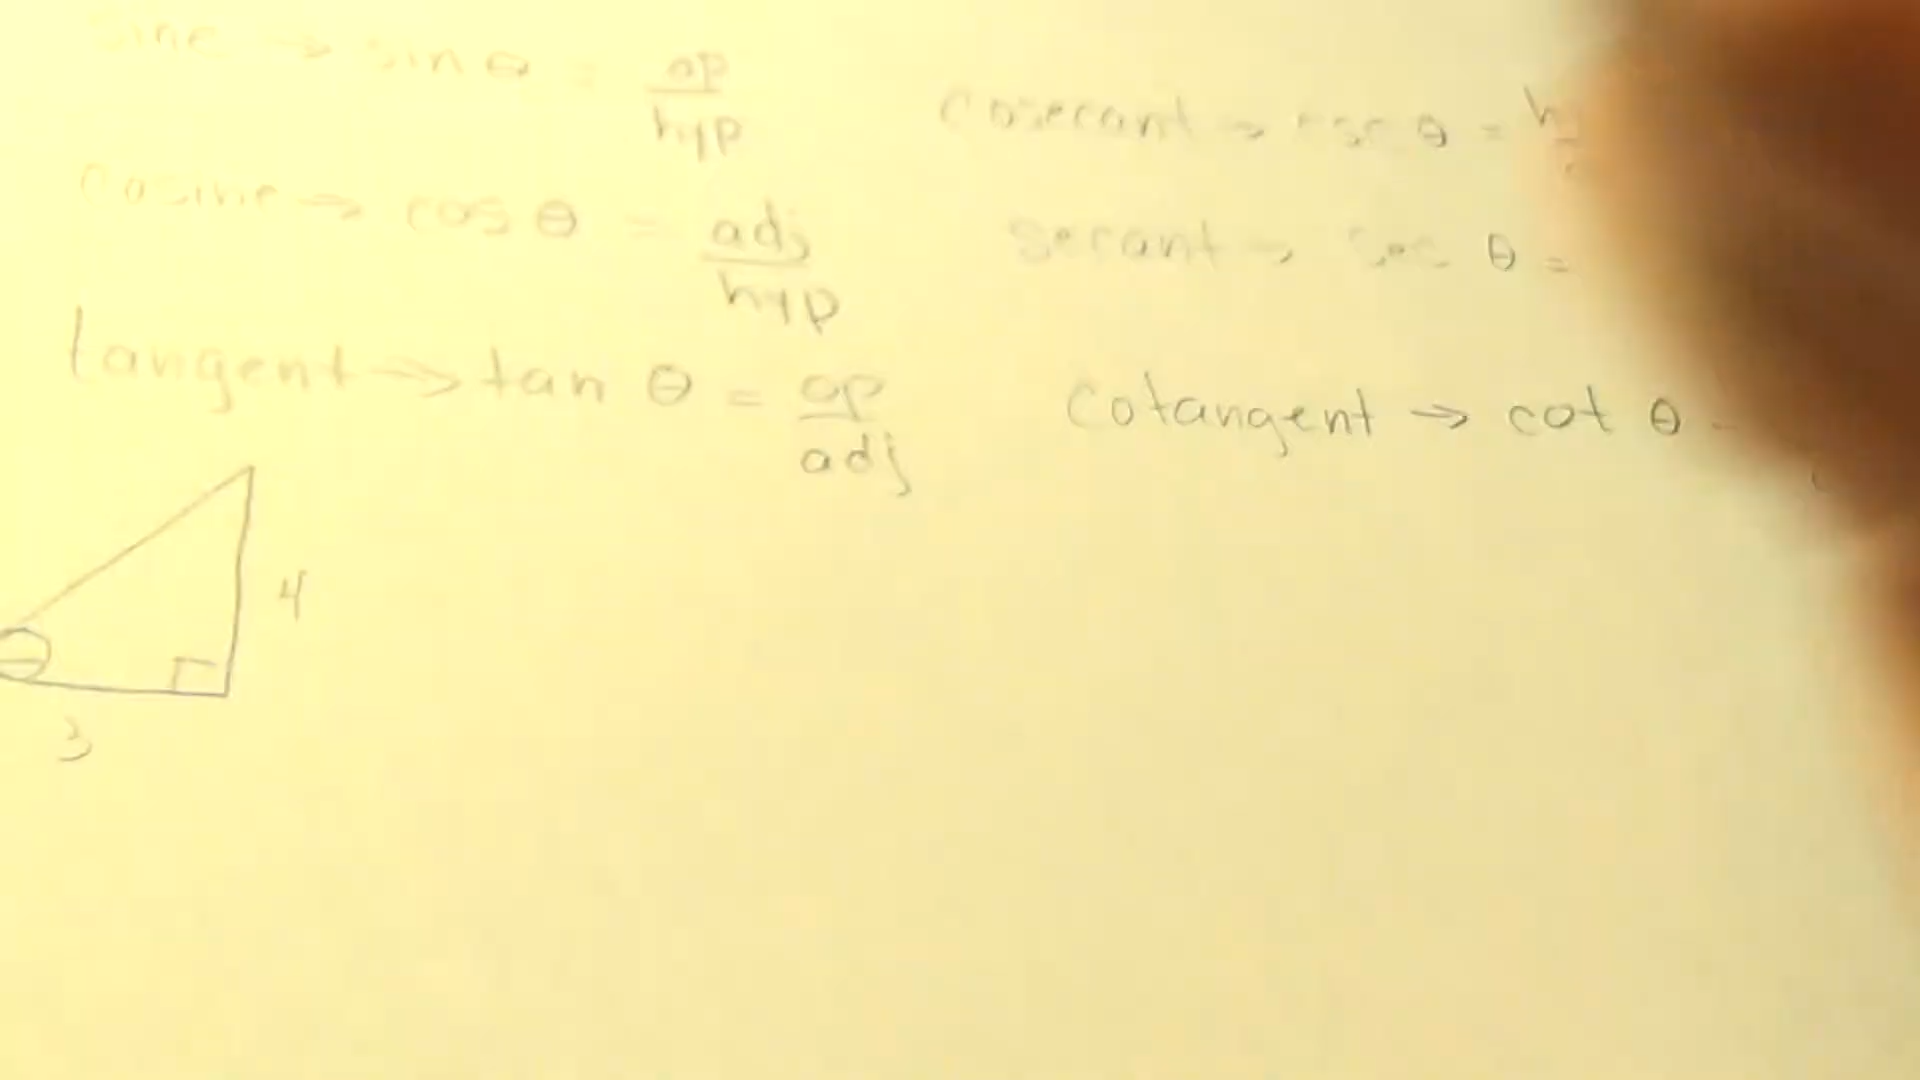 sine → sin θ = op/hyp
cosecant → csc θ =
cosine → cos θ = adj/hyp
secant → sec θ =
tangent → tan θ = op/adj
cotangent → cot θ
4
θ
3